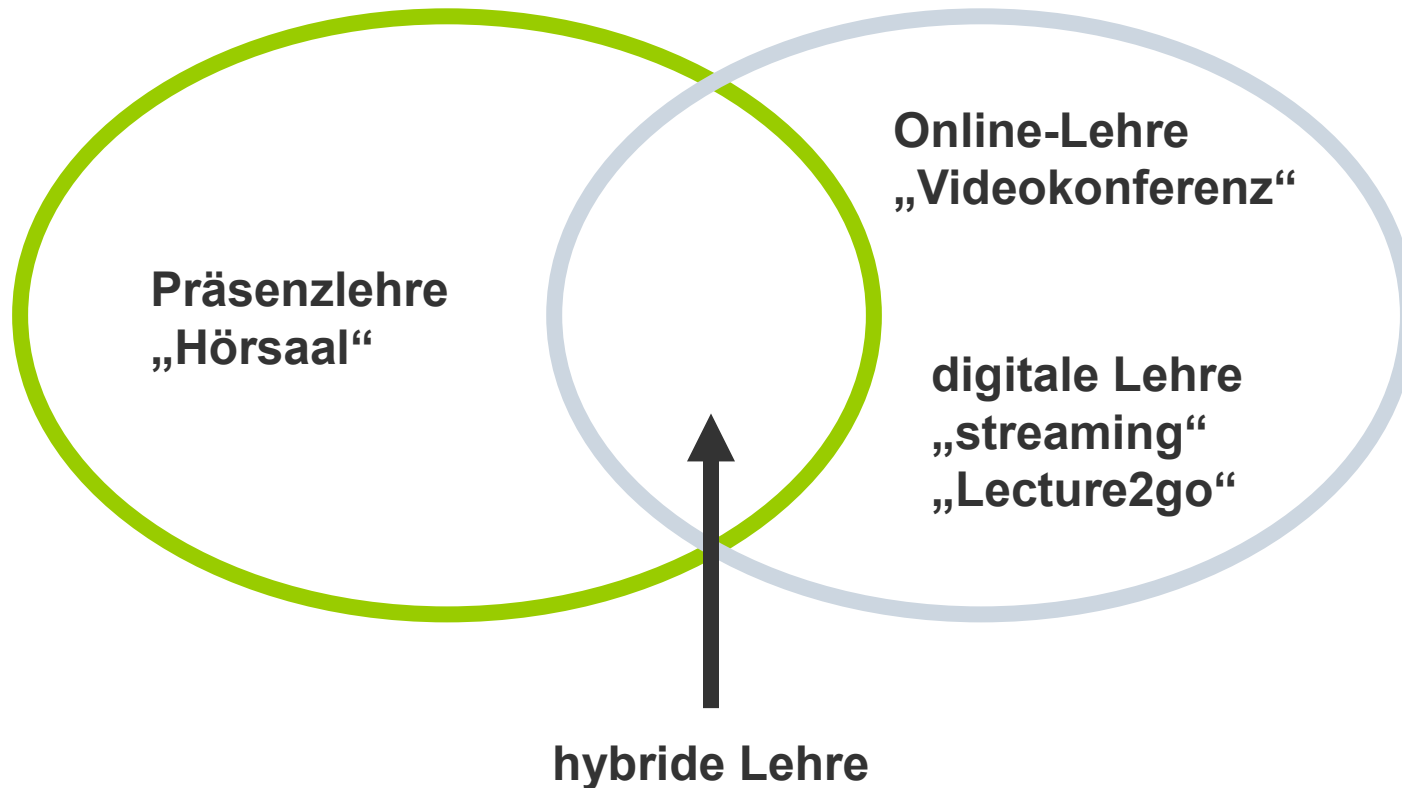 Präsenzlehre
„Hörsaal“
Online-Lehre
„Videokonferenz“
digitale Lehre
„streaming“
„Lecture2go“
hybride Lehre